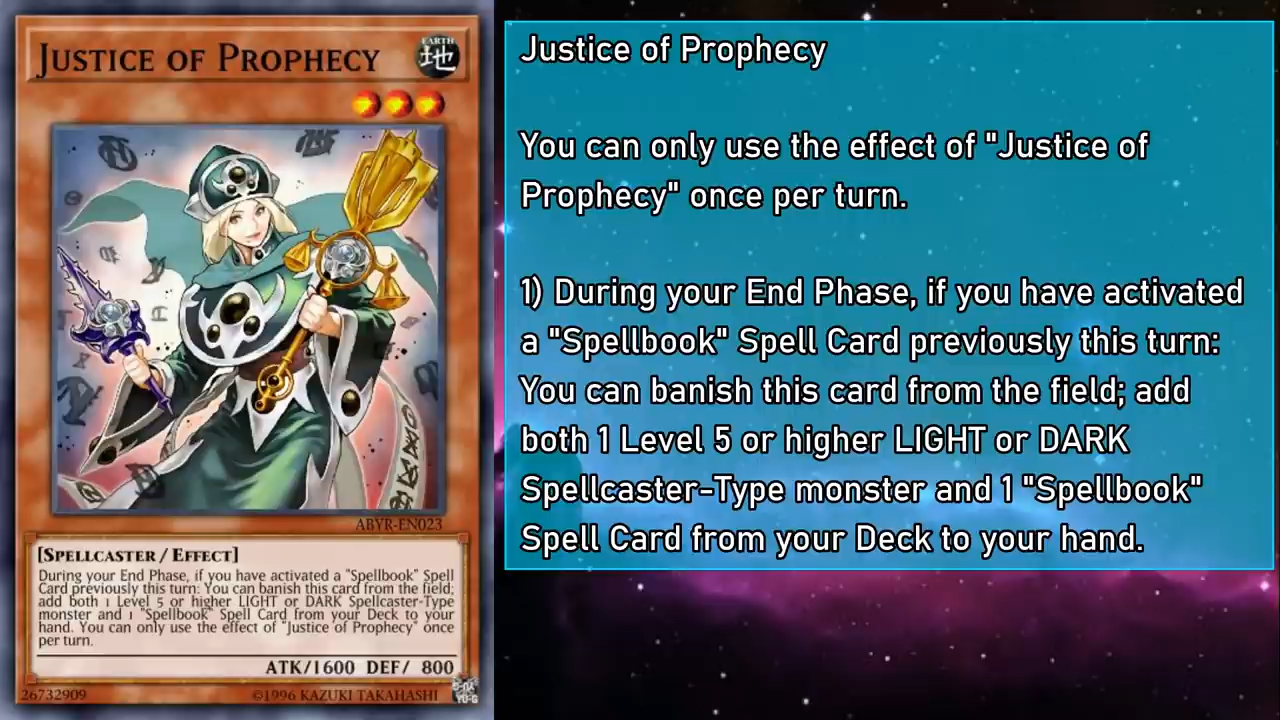 JUSTICE OF PROPHECY
EARTH
地
ABYR-EN023
[SPELLCASTER / EFFECT]
During your End Phase, if you have activated a "Spellbook" Spell
Card previously this turn: You can banish this card from the field;
add both 1 Level 5 or higher LIGHT or DARK Spellcaster-Type
monster and 1 "Spellbook" Spell Card from your Deck to your
hand. You can only use the effect of "Justice of Prophecy" once
per turn.
ATK/1600 DEF/ 800
26732909
©1996 KAZUKI TAKAHASHI
Justice of Prophecy
You can only use the effect of "Justice of
Prophecy" once per turn.
1) During your End Phase, if you have activated
a "Spellbook" Spell Card previously this turn:
You can banish this card from the field; add
both 1 Level 5 or higher LIGHT or DARK
Spellcaster-Type monster and 1 "Spellbook"
Spell Card from your Deck to your hand.